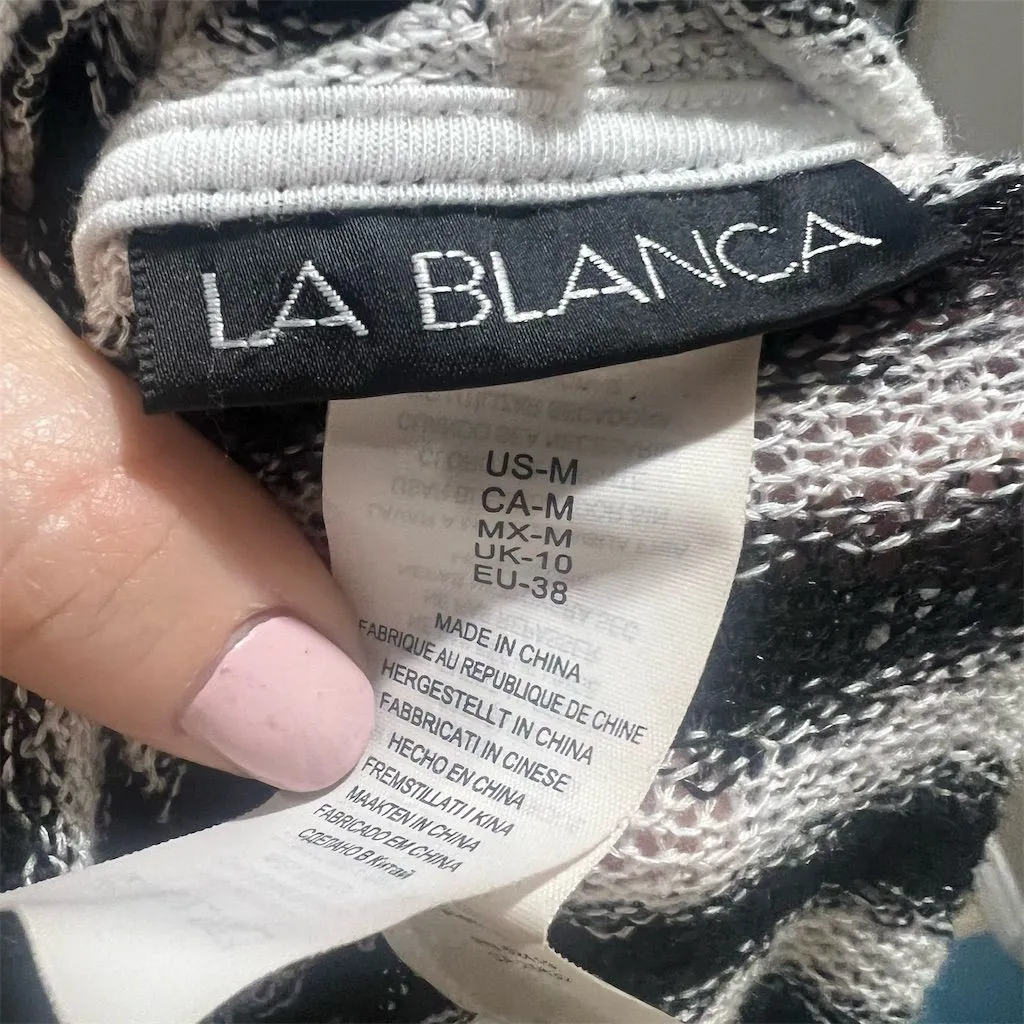 LA BLANCA
US-M
CA-M
MX-M
UK-10
EU-38
MADE IN CHINA
FABRIQUE AU REPUBLIQUE DE CHINE
HERGESTELLT IN CHINA
FABBRICATI IN CINESE
HECHO EN CHINA
FREMSTILLATI I KINA
MAAKTEN IN CHINA
FABRICADO EM CHINA
СДЕЛАНО В Китай